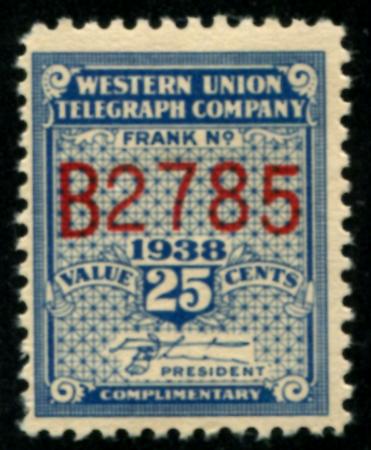 WESTERN UNION
TELEGRAPH COMPANY
FRANK Nº
B2785
1938
VALUE 25 CENTS
PRESIDENT
COMPLIMENTARY